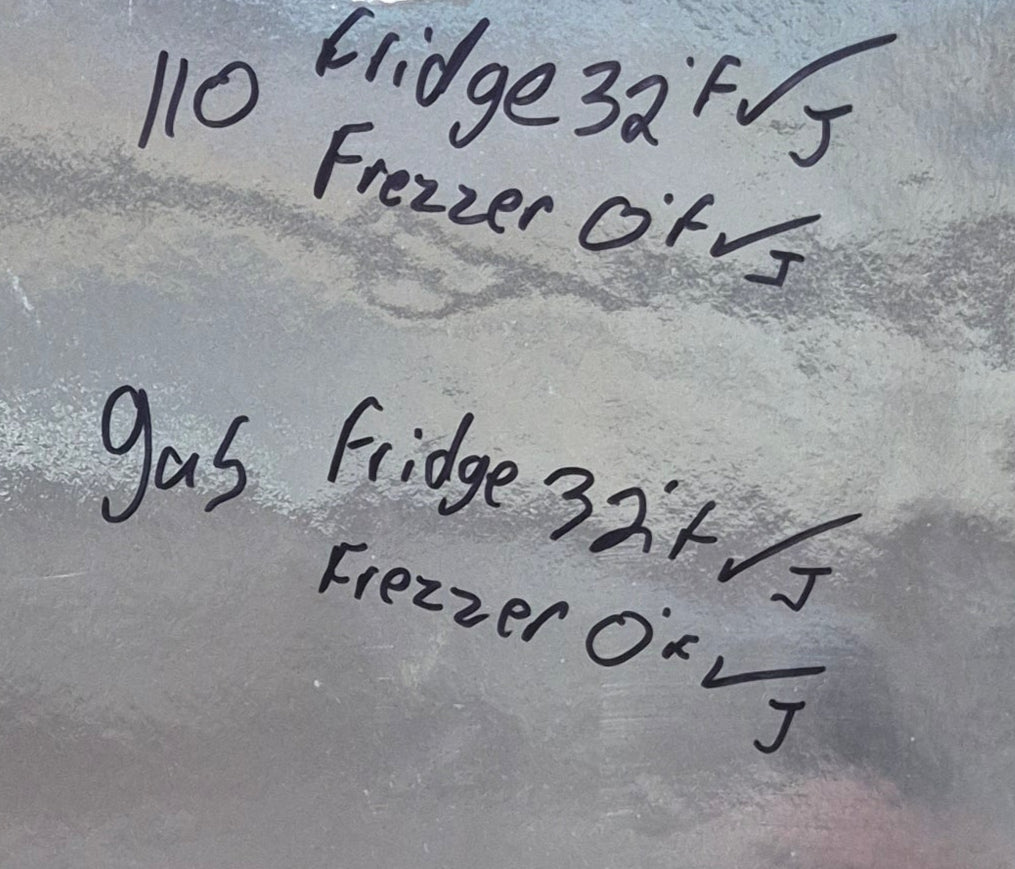 110 Fridge 32°F ✓ J
Frezzer 0°F ✓ J
gas Fridge 32°F ✓ J
Frezzer 0°F ✓ J